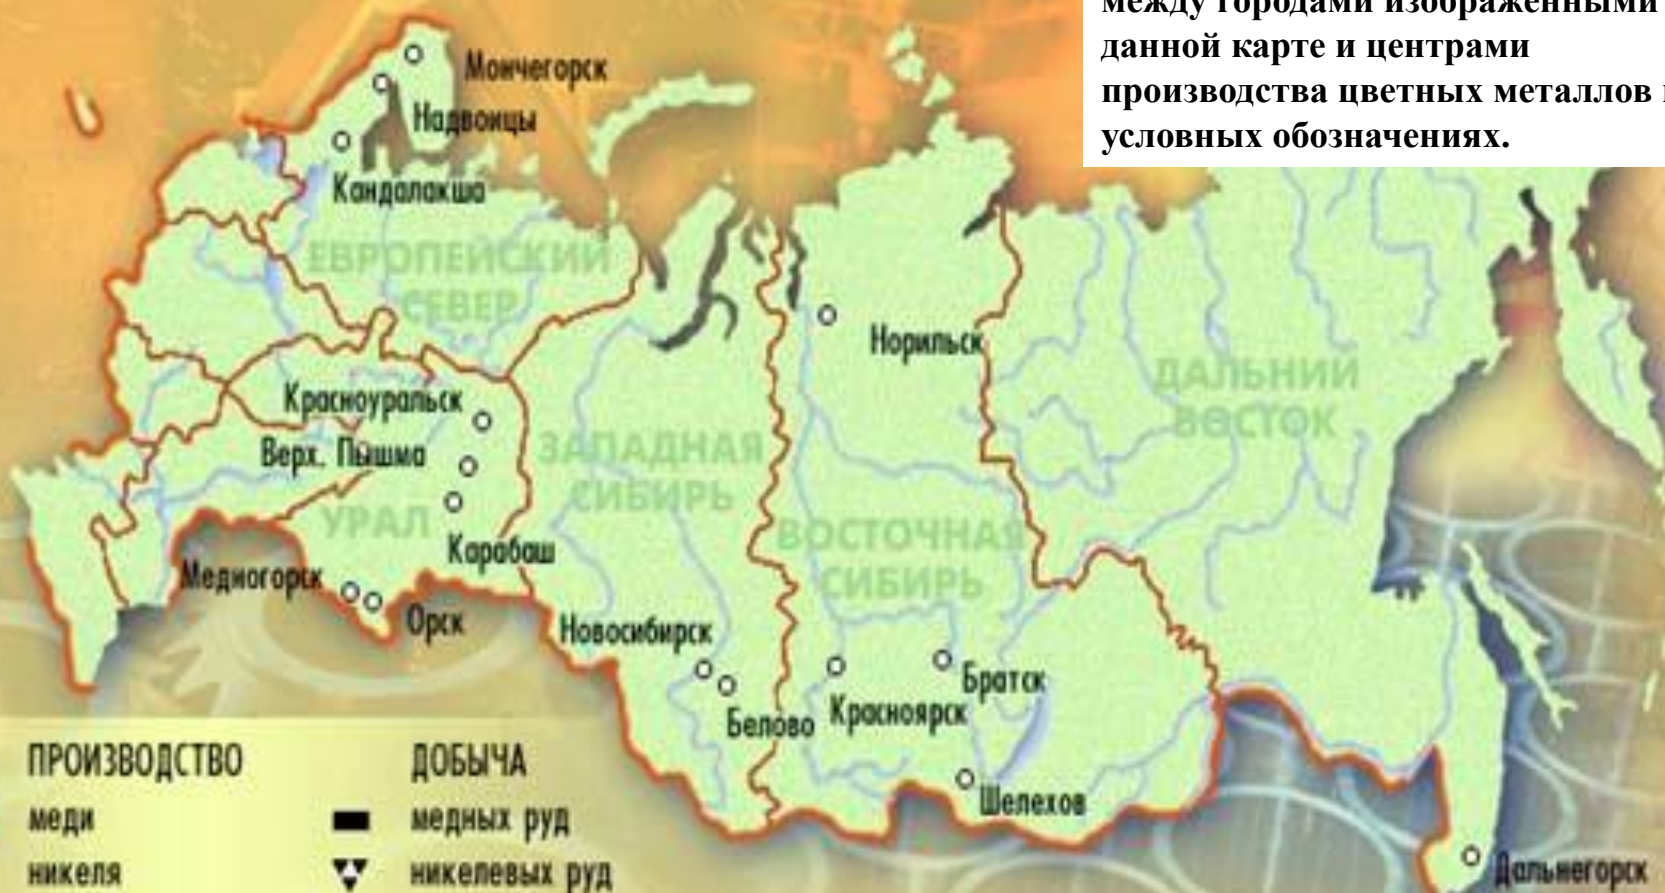 между городами изображенными
данной карте и центрами
производства цветных металлов
условных обозначениях.
Мончегорск
Надвоицы
Кандалакша
ЕВРОПЕЙСКИЙ
СЕВЕР
Норильск
ДАЛЬНИЙ
ВОСТОК
Красноуральск
Верх. Пышма
ЗАПАДНАЯ
СИБИРЬ
УРАЛ
ВОСТОЧНАЯ
СИБИРЬ
Карабаш
Медногорск
Орск
Новосибирск
Братск
Белово
Красноярск
Шелехов
Дальнегорск
ПРОИЗВОДСТВО
ДОБЫЧА
меди
медных руд
никеля
никелевых руд